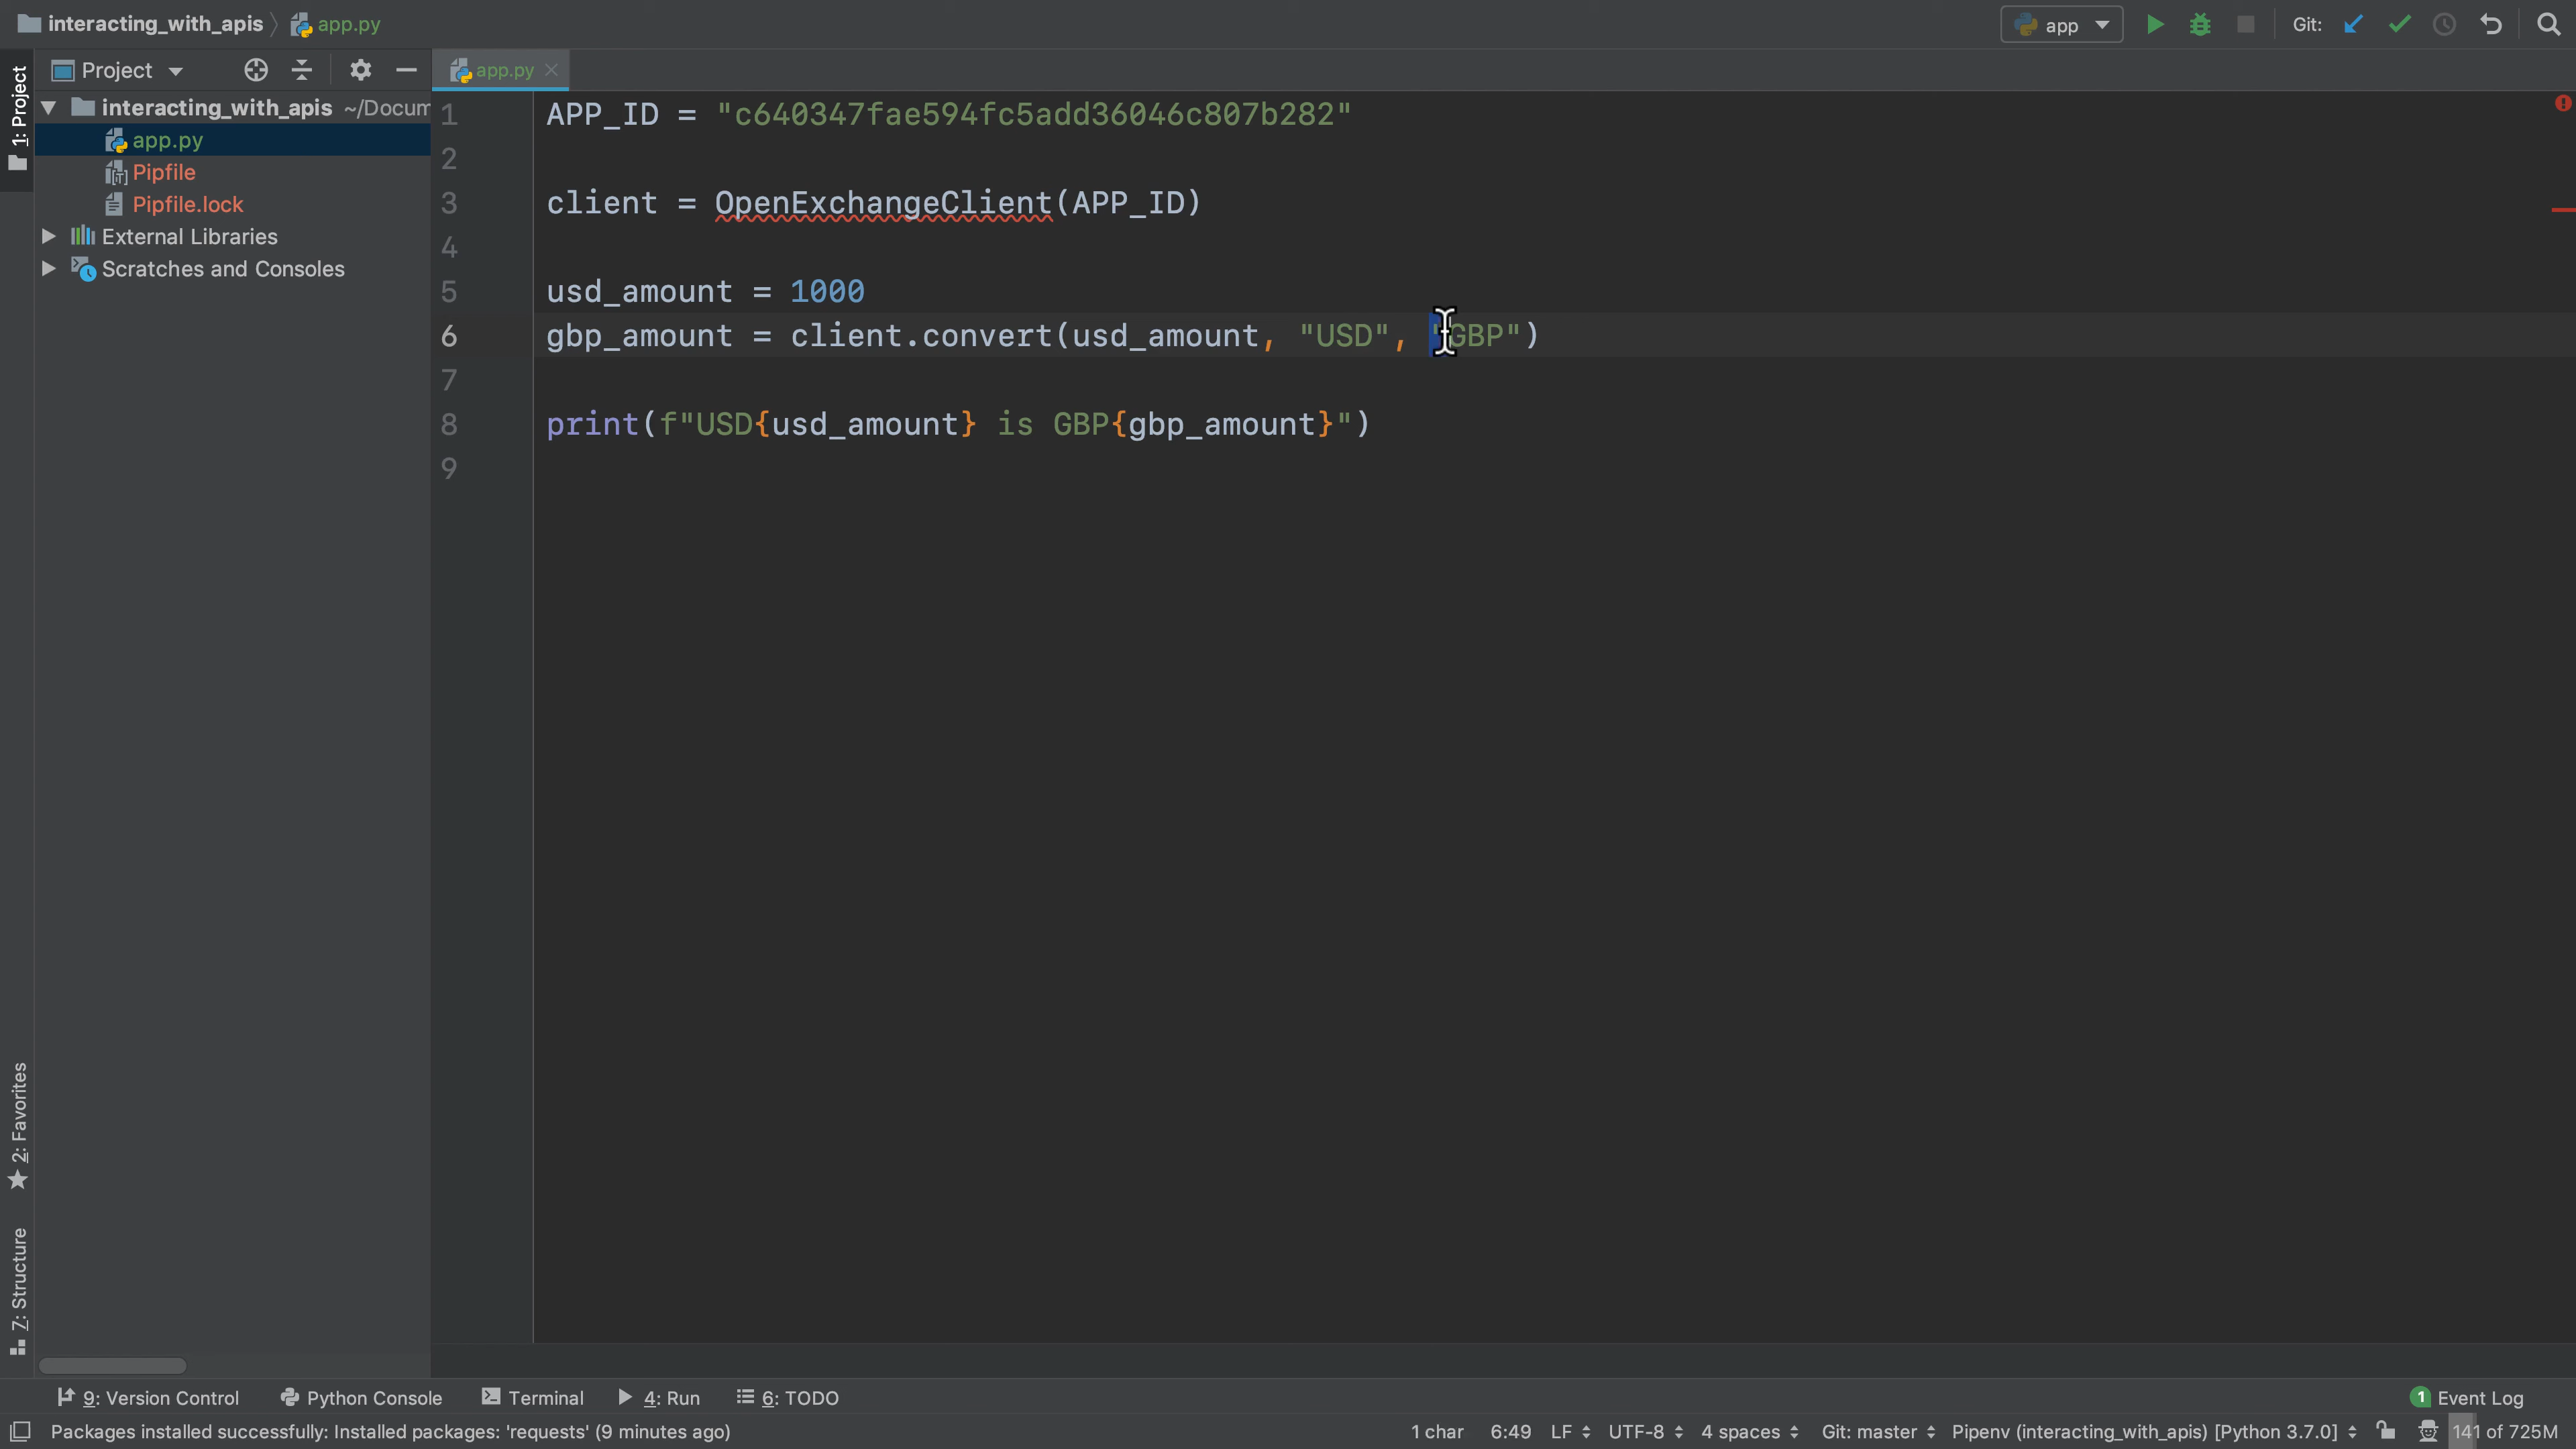 interacting_with_apis app.py
app
Git:
1: Project
Project
app.py
interacting_with_apis ~/Docum
app.py
Pipfile
Pipfile.lock
External Libraries
Scratches and Consoles
1 APP_ID = "c640347fae594fc5add36046c807b282"
2
3 client = OpenExchangeClient(APP_ID)
4
5 usd_amount = 1000
6 gbp_amount = client.convert(usd_amount, "USD", "GBP")
7
8 print(f"USD{usd_amount} is GBP{gbp_amount}")
9
2: Favorites
7: Structure
9: Version Control Python Console Terminal 4: Run 6: TODO 1 Event Log
Packages installed successfully: Installed packages: 'requests' (9 minutes ago) 1 char 6:49 LF UTF-8 4 spaces Git: master Pipenv (interacting_with_apis) [Python 3.7.0] 141 of 725M